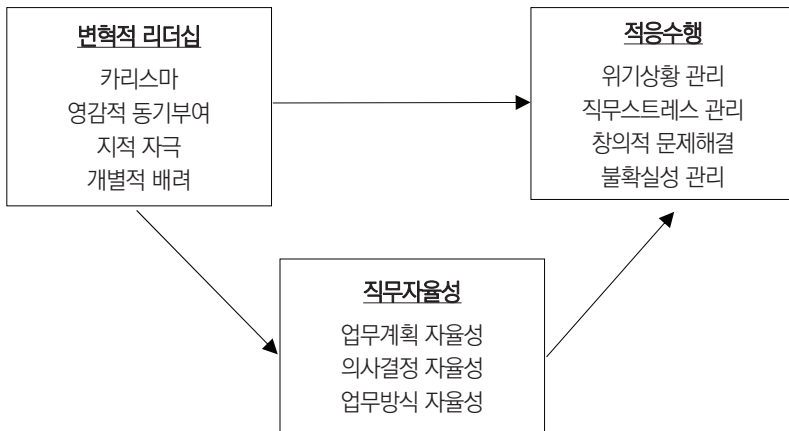 변혁적 리더십
카리스마
영감적 동기부여
지적 자극
개별적 배려
적응수행
위기상황 관리
직무스트레스 관리
창의적 문제해결
불확실성 관리
직무자율성
업무계획 자율성
의사결정 자율성
업무방식 자율성